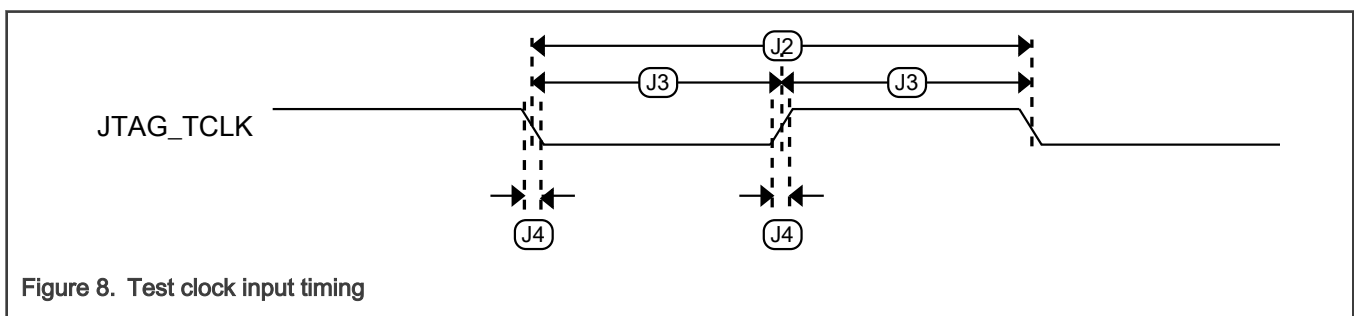 J2
J3 J3
JTAG_TCLK
J4 J4
Figure 8. Test clock input timing